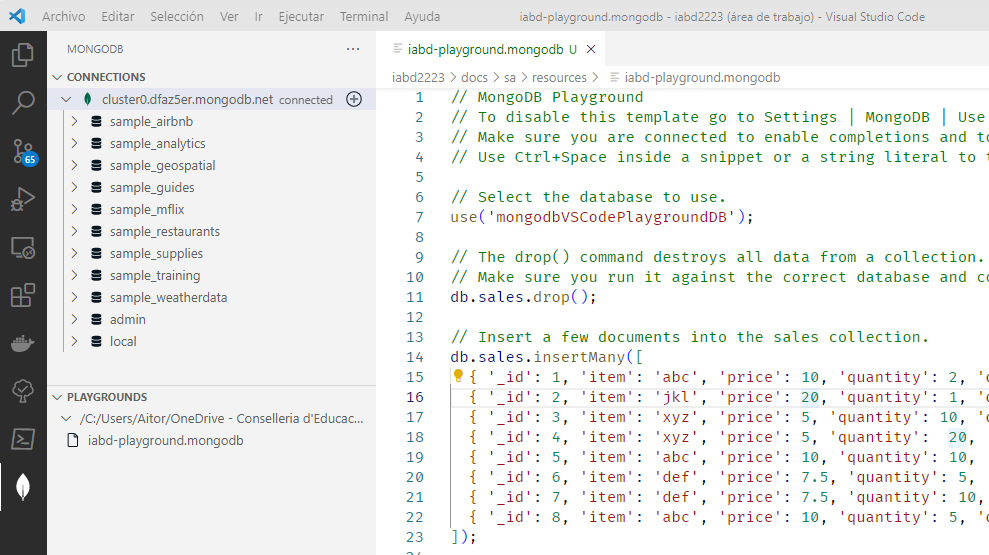 Archivo Editar Selección Ver Ir Ejecutar Terminal Ayuda iabd-playground.mongodb - iabd2223 (área de trabajo) - Visual Studio Code
MONGODB ...
CONNECTIONS
cluster0.dfaz5er.mongodb.net connected
sample_airbnb
sample_analytics
sample_geospatial
sample_guides
sample_mflix
sample_restaurants
sample_supplies
sample_training
sample_weatherdata
admin
local
PLAYGROUNDS
/C:/Users/Aitor/OneDrive - Conselleria d'Educac...
iabd-playground.mongodb
65
iabd-playground.mongodb U
iabd2223 > docs > sa > resources > iabd-playground.mongodb
1 // MongoDB Playground
2 // To disable this template go to Settings | MongoDB | Use
3 // Make sure you are connected to enable completions and to
4 // Use Ctrl+Space inside a snippet or a string literal to t
5
6 // Select the database to use.
7 use('mongodbVSCodePlaygroundDB');
8
9 // The drop() command destroys all data from a collection.
10 // Make sure you run it against the correct database and co
11 db.sales.drop();
12
13 // Insert a few documents into the sales collection.
14 db.sales.insertMany([
15 { '_id': 1, 'item': 'abc', 'price': 10, 'quantity': 2, 'd
16 { '_id': 2, 'item': 'jkl', 'price': 20, 'quantity': 1, 'd
17 { '_id': 3, 'item': 'xyz', 'price': 5, 'quantity': 10, 'd
18 { '_id': 4, 'item': 'xyz', 'price': 5, 'quantity': 20,
19 { '_id': 5, 'item': 'abc', 'price': 10, 'quantity': 10,
20 { '_id': 6, 'item': 'def', 'price': 7.5, 'quantity': 5,
21 { '_id': 7, 'item': 'def', 'price': 7.5, 'quantity': 10,
22 { '_id': 8, 'item': 'abc', 'price': 10, 'quantity': 5, 'd
23 ]);